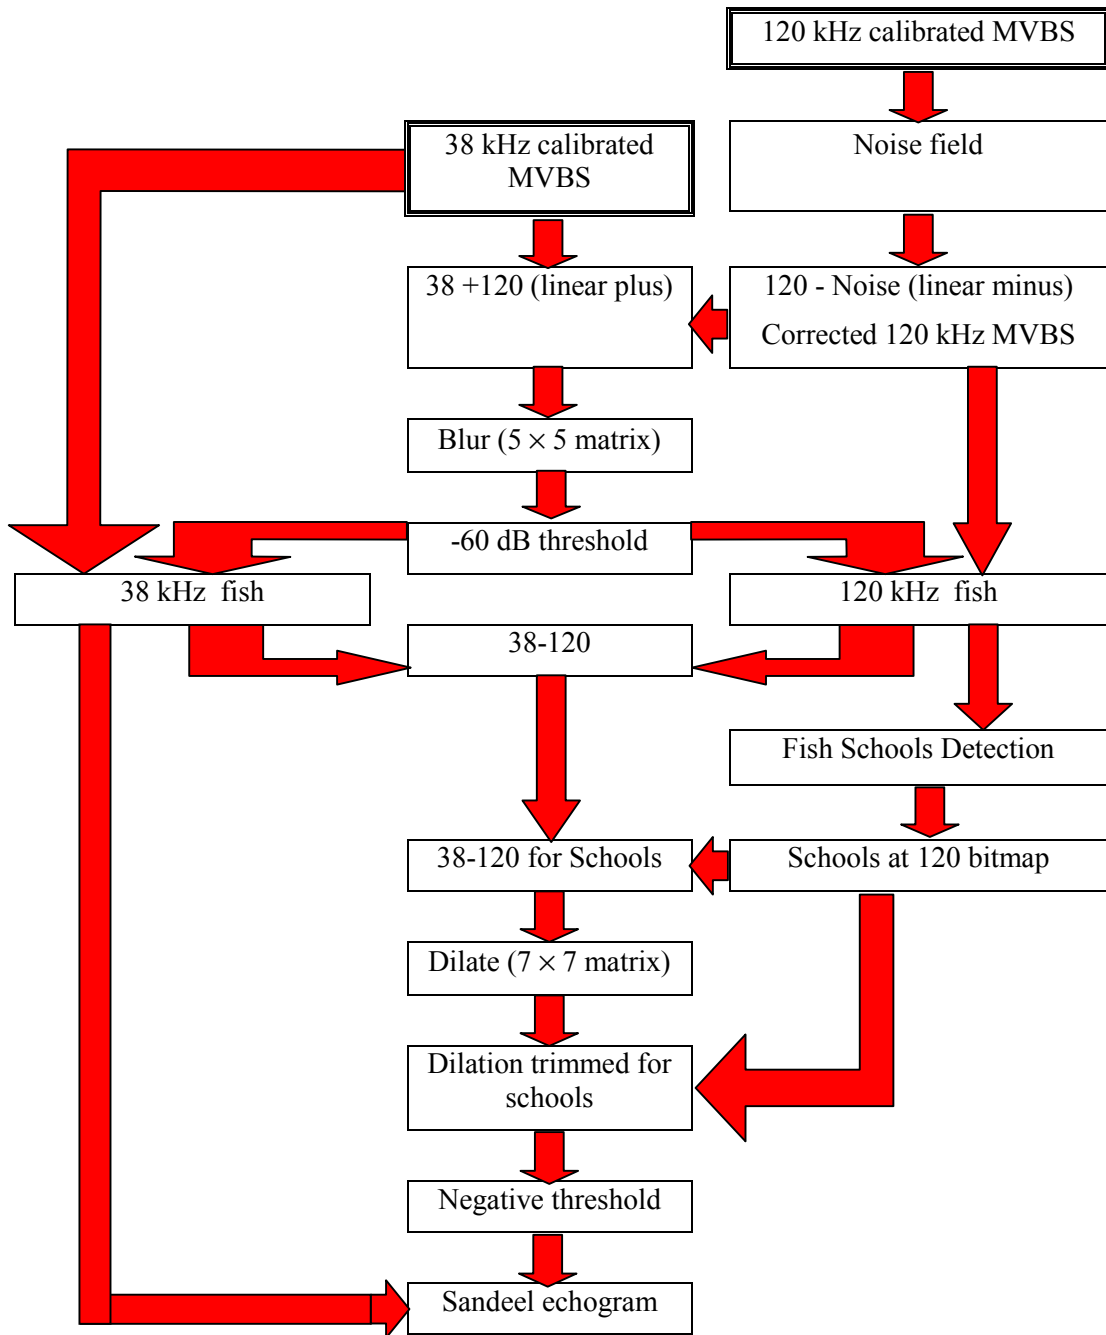 120 kHz calibrated MVBS
38 kHz calibrated
MVBS
Noise field
38 +120 (linear plus)
120 - Noise (linear minus)
Corrected 120 kHz MVBS
Blur (5 × 5 matrix)
-60 dB threshold
38 kHz  fish
120 kHz  fish
38-120
Fish Schools Detection
38-120 for Schools
Schools at 120 bitmap
Dilate (7 × 7 matrix)
Dilation trimmed for
schools
Negative threshold
Sandeel echogram